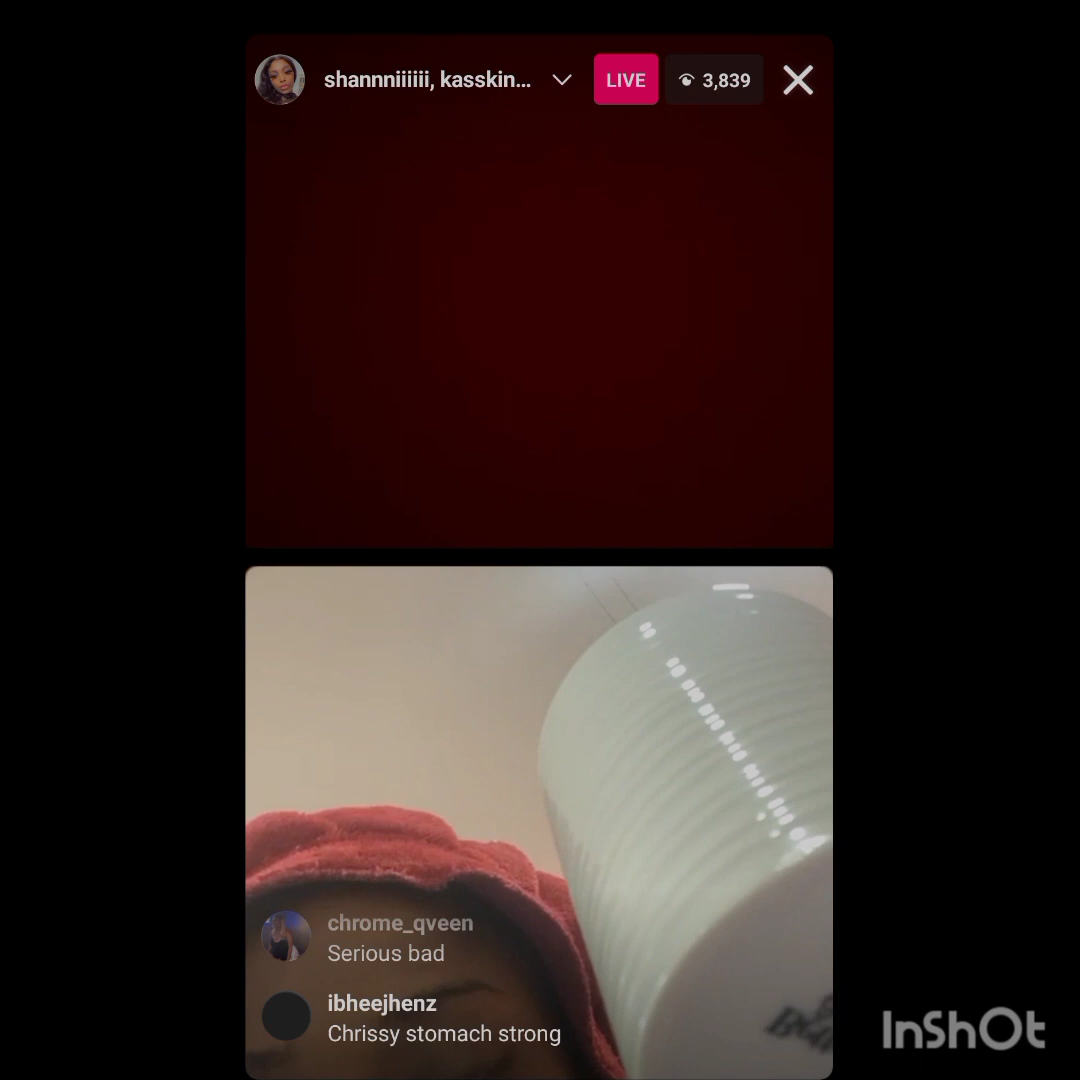 shannniiiiii, kasskin...
LIVE
3,839
chrome_qveen
Serious bad
ibheejhenz
Chrissy stomach strong
InShOt